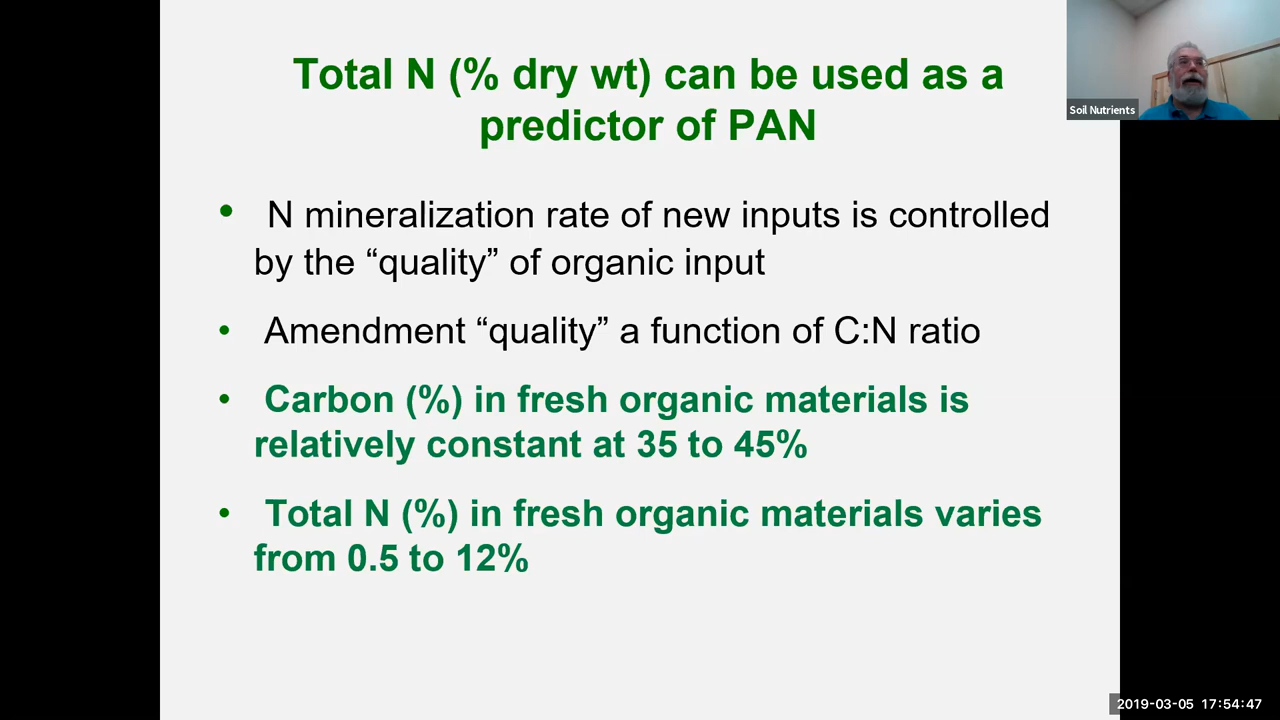 Total N (% dry wt) can be used as a
predictor of PAN
• N mineralization rate of new inputs is controlled
by the “quality” of organic input
• Amendment “quality” a function of C:N ratio
• Carbon (%) in fresh organic materials is
relatively constant at 35 to 45%
• Total N (%) in fresh organic materials varies
from 0.5 to 12%
Soil Nutrients
2019-03-05 17:54:47